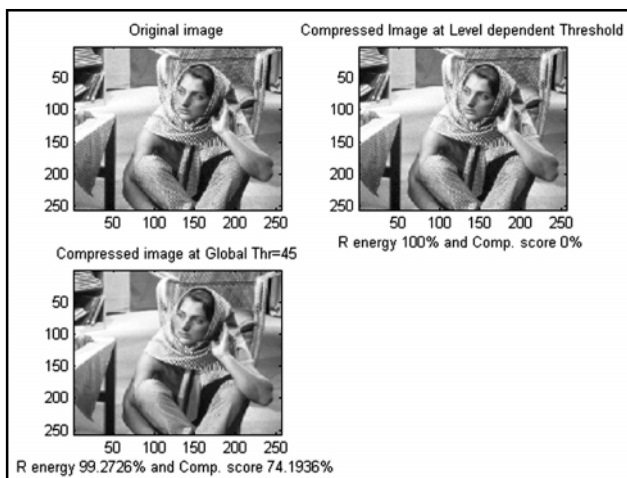 Original image
50
100
150
200
250
50 100 150 200 250
Compressed Image at Level dependent Threshold
50
100
150
200
250
50 100 150 200 250
R energy 100% and Comp. score 0%
Compressed image at Global Thr=45
50
100
150
200
250
50 100 150 200 250
R energy 99.2726% and Comp. score 74.1936%